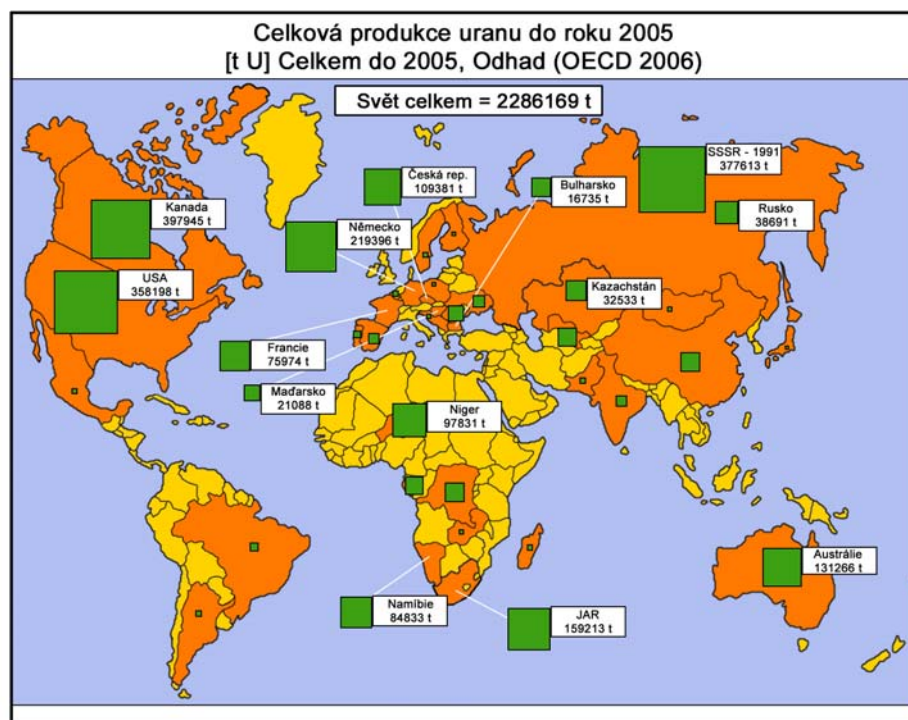 Celková produkce uranu do roku 2005
[t U] Celkem do 2005, Odhad (OECD 2006)
Svět celkem = 2286169 t
SSSR - 1991
377613 t
Česká rep.
109381 t
Bulharsko
16735 t
Kanada
397945 t
Rusko
38691 t
Německo
219396 t
USA
358198 t
Kazachstán
32533 t
Francie
75974 t
Maďarsko
21088 t
Niger
97831 t
Austrálie
131266 t
Namíbie
84833 t
JAR
159213 t